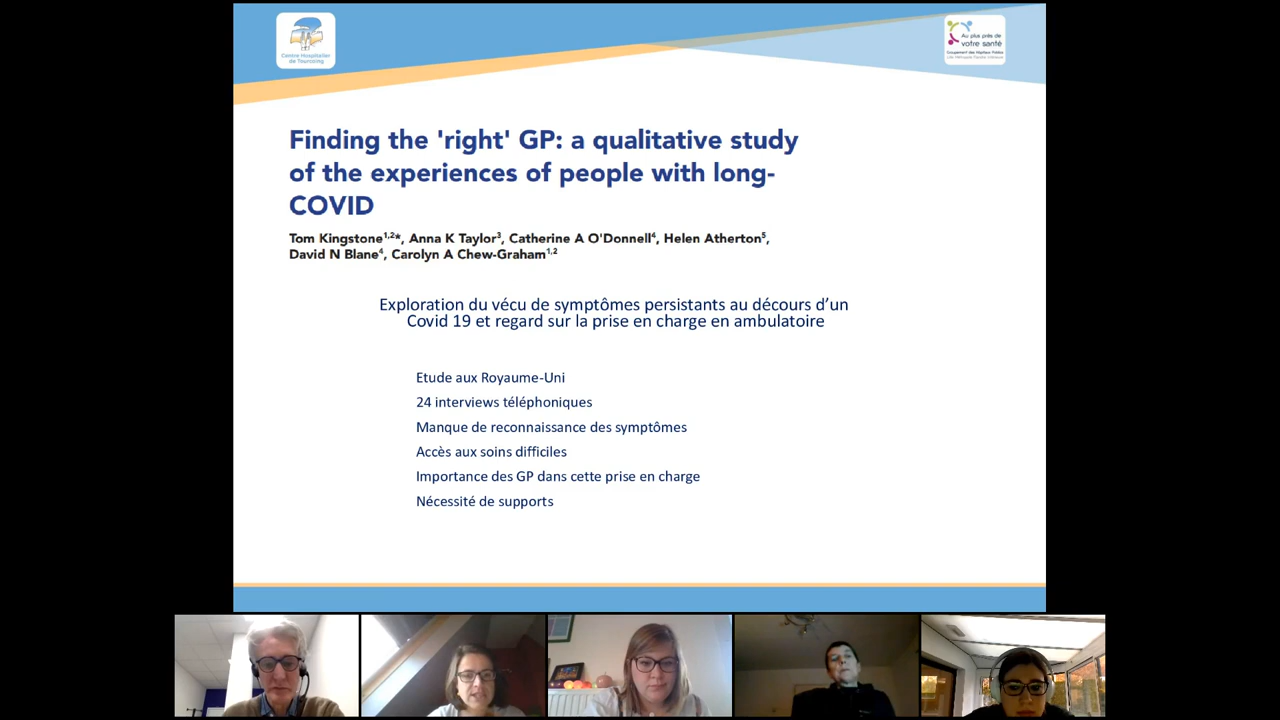 Centre Hospitalier
de Tourcoing
Au plus près de
votre santé
Finding the 'right' GP: a qualitative study
of the experiences of people with long-
COVID
Tom Kingstone1,2*, Anna K Taylor3, Catherine A O'Donnell4, Helen Atherton5,
David N Blane4, Carolyn A Chew-Graham1,2
Exploration du vécu de symptômes persistants au décours d’un
Covid 19 et regard sur la prise en charge en ambulatoire
Etude aux Royaume-Uni
24 interviews téléphoniques
Manque de reconnaissance des symptômes
Accès aux soins difficiles
Importance des GP dans cette prise en charge
Nécessité de supports